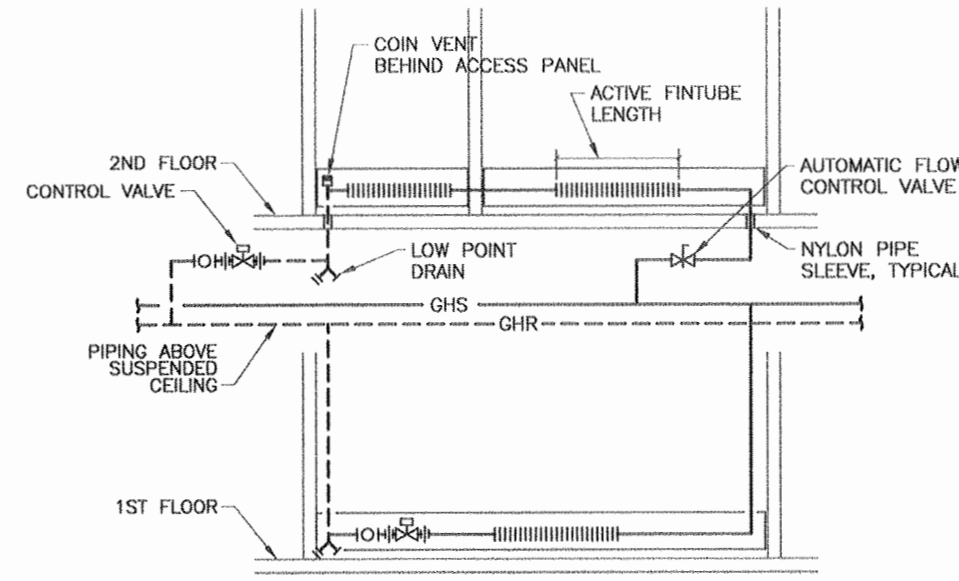 COIN VENT
BEHIND ACCESS PANEL
ACTIVE FINTUBE
LENGTH
2ND FLOOR
CONTROL VALVE
AUTOMATIC FLOW
CONTROL VALVE
LOW POINT
DRAIN
NYLON PIPE
SLEEVE, TYPICAL
GHS
GHR
PIPING ABOVE
SUSPENDED
CEILING
1ST FLOOR